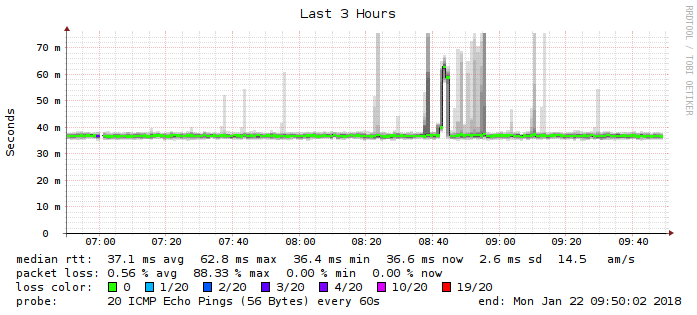 Last 3 Hours
RRDTOOL / TOBI OETIKER
Seconds
70 m
60 m
50 m
40 m
30 m
20 m
10 m
0
07:00 07:20 07:40 08:00 08:20 08:40 09:00 09:20 09:40
median rtt: 37.1 ms avg 62.8 ms max 36.4 ms min 36.6 ms now 2.6 ms sd 14.5 am/s
packet loss: 0.56 % avg 88.33 % max 0.00 % min 0.00 % now
loss color: 0 1/20 2/20 3/20 4/20 10/20 19/20
probe: 20 ICMP Echo Pings (56 Bytes) every 60s end: Mon Jan 22 09:50:02 2018